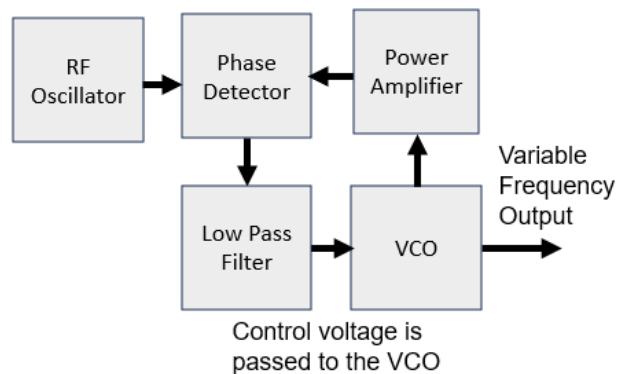 RF
Oscillator
Phase
Detector
Power
Amplifier
Variable
Frequency
Output
Low Pass
Filter
VCO
Control voltage is
passed to the VCO